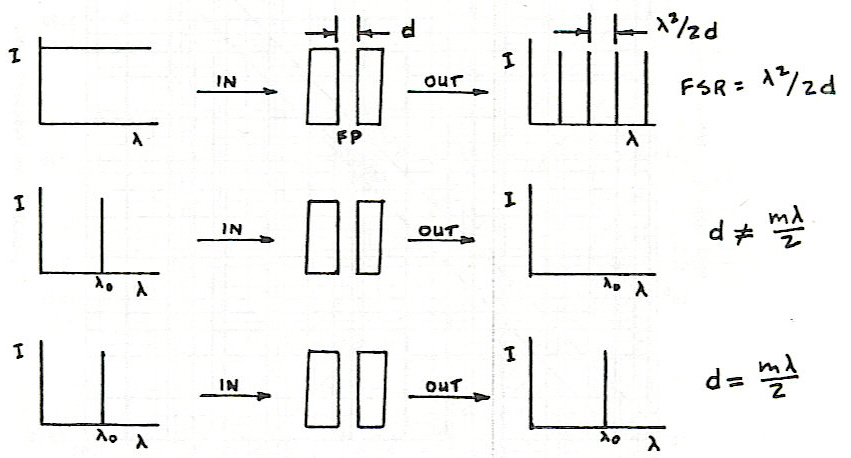 d
λ²/2d
I
I
IN
OUT
FSR = λ²/2d
λ
FP
λ
I
I
IN
OUT
d ≠ mλ/2
λ₀ λ
λ₀ λ
I
I
IN
OUT
d = mλ/2
λ₀ λ
λ₀ λ